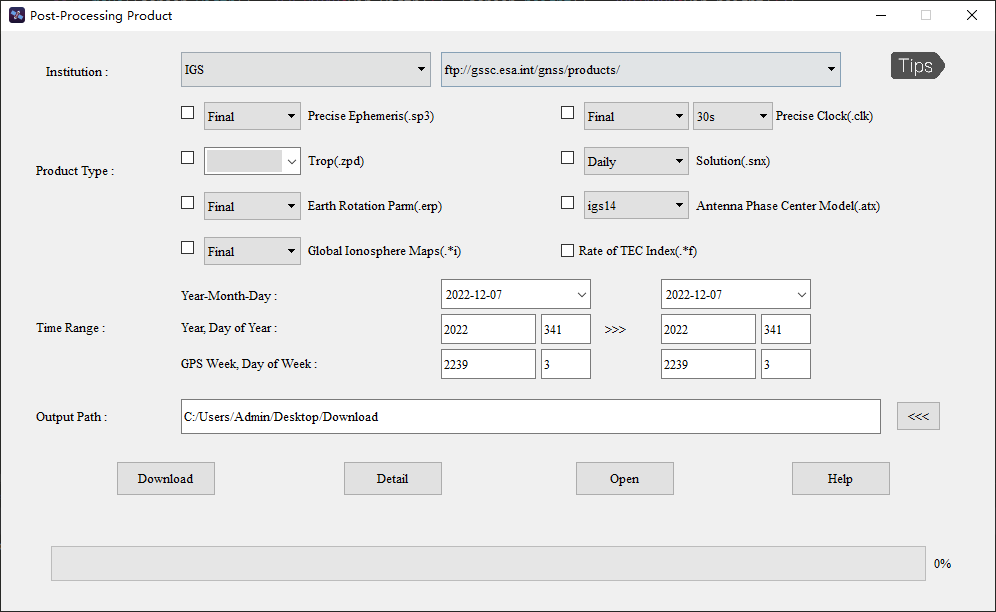 Post-Processing Product
Institution : IGS ftp://gssc.esa.int/gnss/products/ Tips
Final Precise Ephemeris(.sp3) Final 30s Precise Clock(.clk)
Product Type : Trop(.zpd) Daily Solution(.snx)
Final Earth Rotation Parm(.erp) igs14 Antenna Phase Center Model(.atx)
Final Global Ionosphere Maps(.*i) Rate of TEC Index(.*f)
Year-Month-Day : 2022-12-07 2022-12-07
Time Range : Year, Day of Year : 2022 341 >>> 2022 341
GPS Week, Day of Week : 2239 3 2239 3
Output Path : C:/Users/Admin/Desktop/Download <<<
Download Detail Open Help
0%